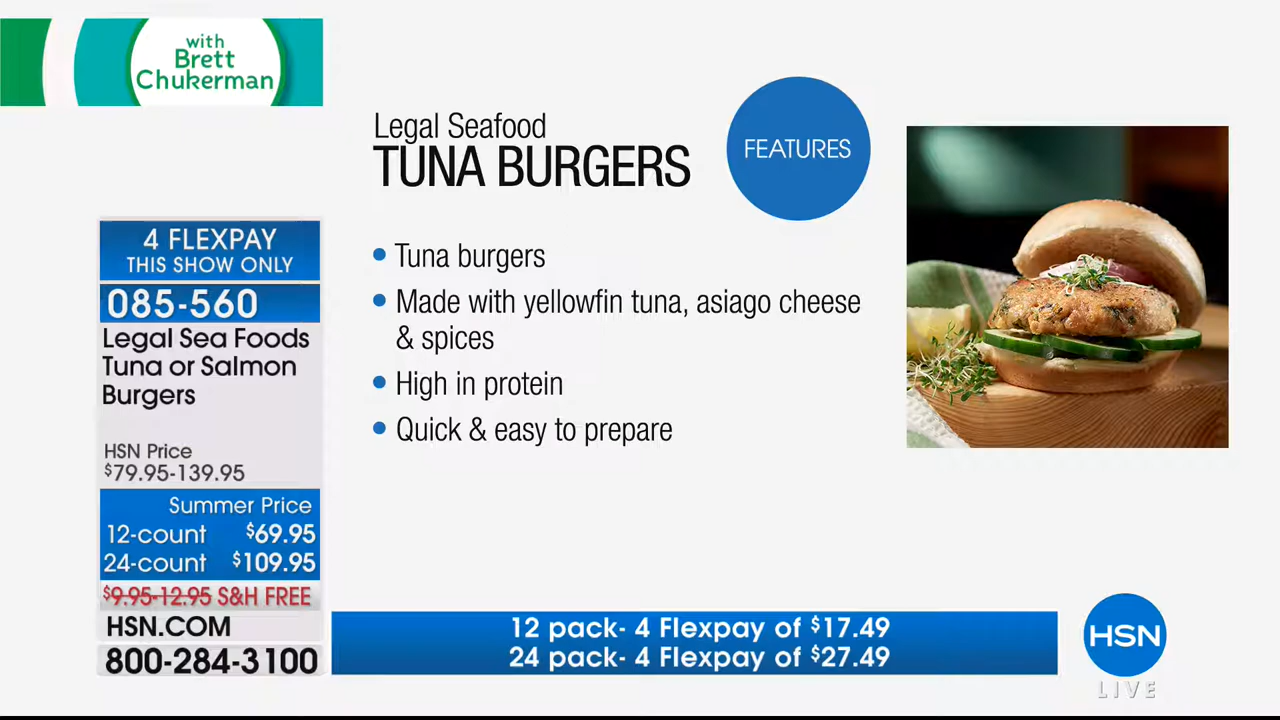 with
Brett
Chukerman
Legal Seafood
TUNA BURGERS
FEATURES
• Tuna burgers
• Made with yellowfin tuna, asiago cheese
& spices
• High in protein
• Quick & easy to prepare
4 FLEXPAY
THIS SHOW ONLY
085-560
Legal Sea Foods
Tuna or Salmon
Burgers
HSN Price
$79.95-139.95
Summer Price
12-count $69.95
24-count $109.95
$9.95-12.95 S&H FREE
HSN.COM
800-284-3100
12 pack- 4 Flexpay of $17.49
24 pack- 4 Flexpay of $27.49
HSN
LIVE